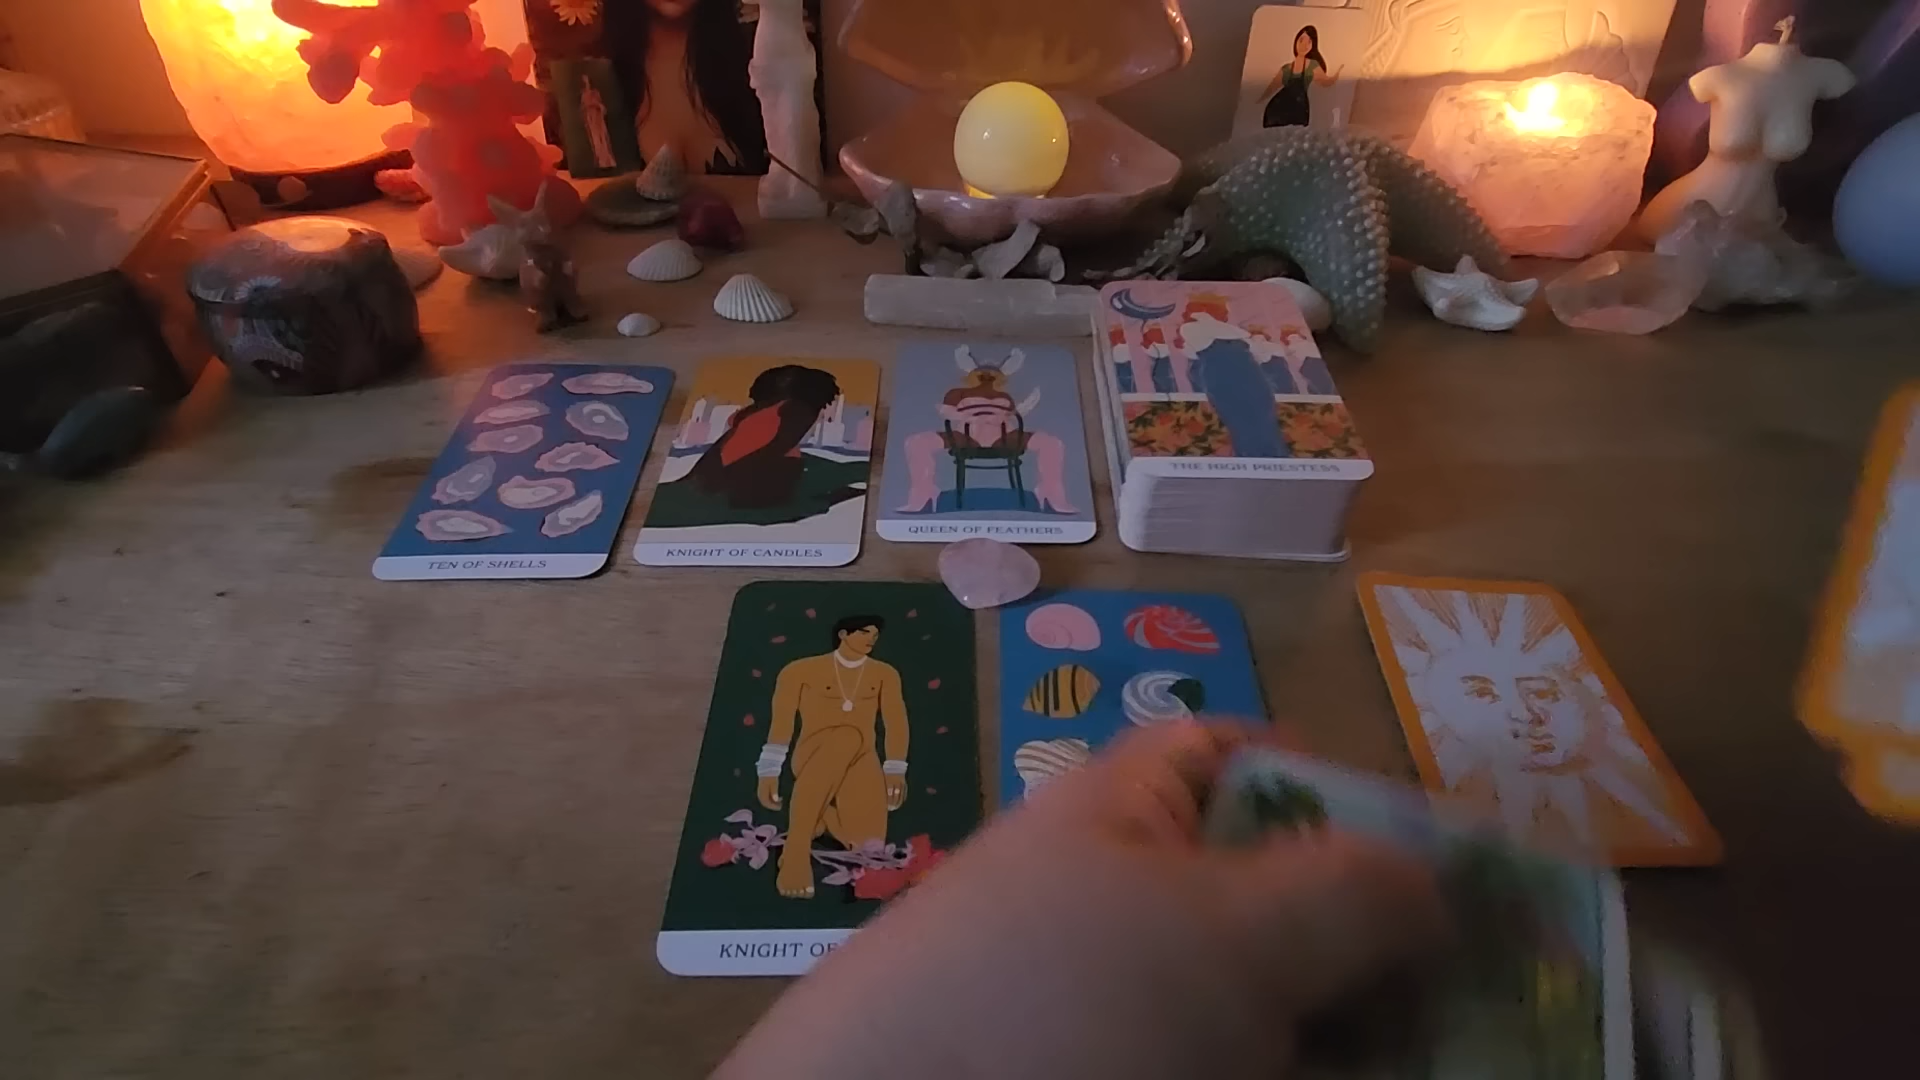 THE HIGH PRIESTESS
QUEEN OF FEATHERS
KNIGHT OF CANDLES
TEN OF SHELLS
KNIGHT OF